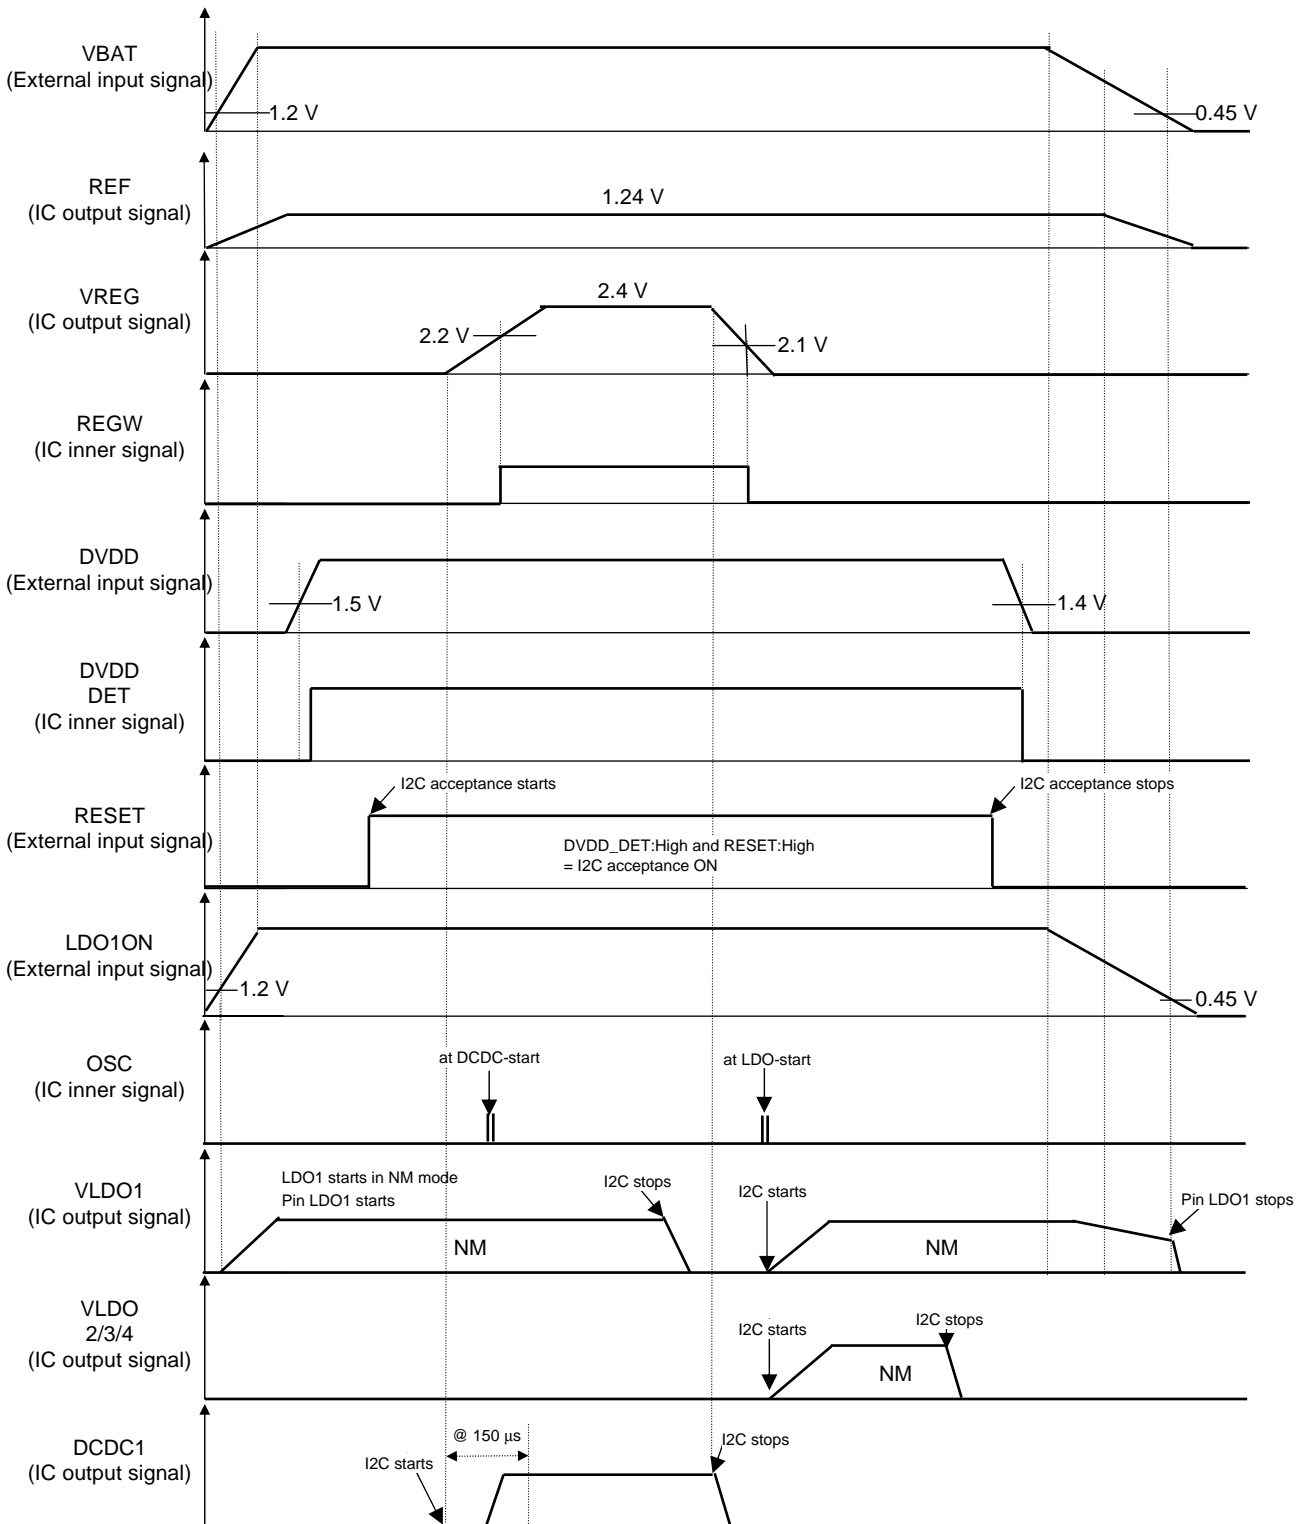 VBAT
(External input signal)
1.2 V
0.45 V
REF
(IC output signal)
1.24 V
VREG
(IC output signal)
2.4 V
2.2 V
2.1 V
REGW
(IC inner signal)
DVDD
(External input signal)
1.5 V
1.4 V
DVDD
DET
(IC inner signal)
I2C acceptance starts
I2C acceptance stops
RESET
(External input signal)
DVDD_DET:High and RESET:High
= I2C acceptance ON
LDO1ON
(External input signal)
1.2 V
0.45 V
OSC
(IC inner signal)
at DCDC-start
at LDO-start
VLDO1
(IC output signal)
LDO1 starts in NM mode
Pin LDO1 starts
I2C stops
I2C starts
Pin LDO1 stops
NM
NM
VLDO
2/3/4
(IC output signal)
I2C starts
I2C stops
NM
DCDC1
(IC output signal)
@ 150 μs
I2C starts
I2C stops